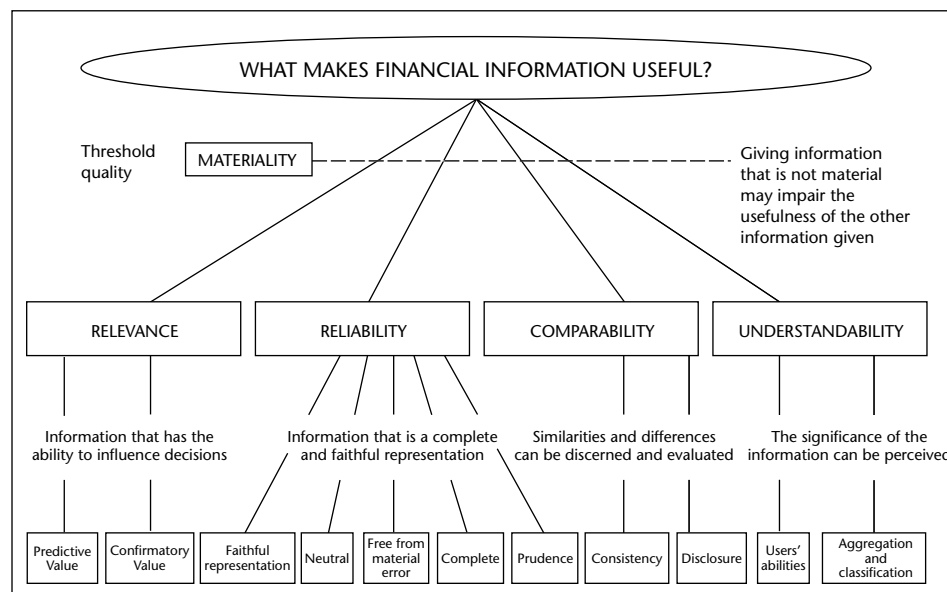 WHAT MAKES FINANCIAL INFORMATION USEFUL?
Threshold
quality
MATERIALITY
Giving information
that is not material
may impair the
usefulness of the other
information given
RELEVANCE
RELIABILITY
COMPARABILITY
UNDERSTANDABILITY
Information that has the
ability to influence decisions
Information that is a complete
and faithful representation
Similarities and differences
can be discerned and evaluated
The significance of the
information can be perceived
Predictive
Value
Confirmatory
Value
Faithful
representation
Neutral
Free from
material
error
Complete
Prudence
Consistency
Disclosure
Users'
abilities
Aggregation
and
classification